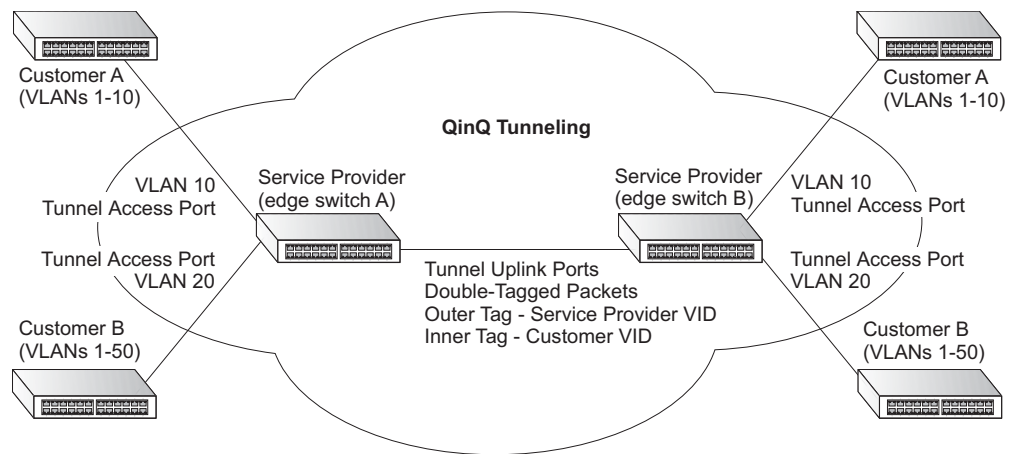 Customer A
(VLANs 1-10)
Customer A
(VLANs 1-10)
QinQ Tunneling
VLAN 10
Tunnel Access Port
Service Provider
(edge switch A)
Service Provider
(edge switch B)
VLAN 10
Tunnel Access Port
Tunnel Access Port
VLAN 20
Tunnel Uplink Ports
Double-Tagged Packets
Outer Tag - Service Provider VID
Inner Tag - Customer VID
Tunnel Access Port
VLAN 20
Customer B
(VLANs 1-50)
Customer B
(VLANs 1-50)